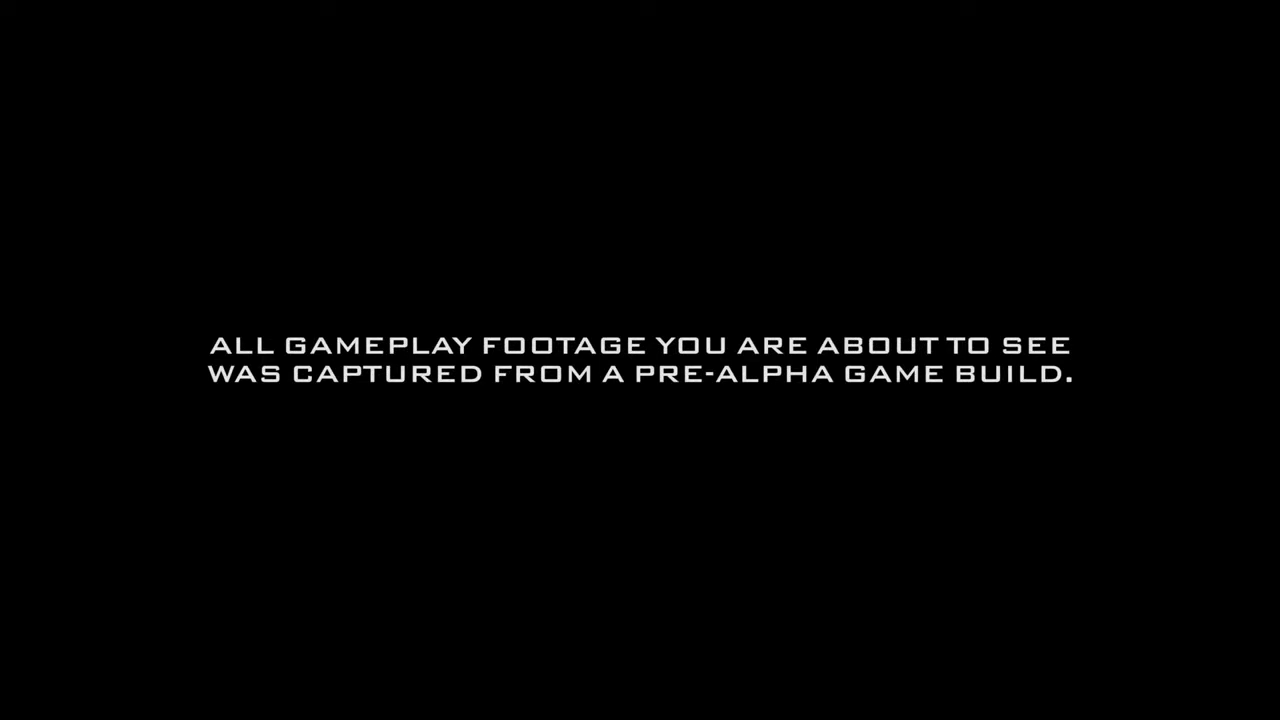 ALL GAMEPLAY FOOTAGE YOU ARE ABOUT TO SEE
WAS CAPTURED FROM A PRE-ALPHA GAME BUILD.